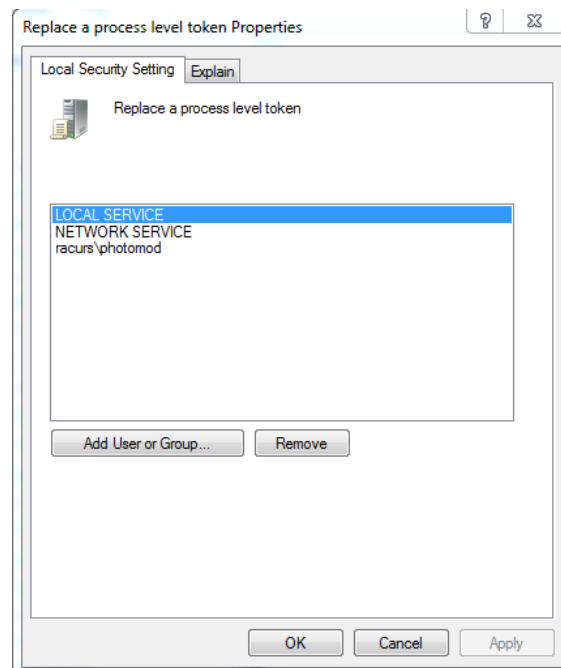 Replace a process level token Properties
Local Security Setting
Explain
Replace a process level token
LOCAL SERVICE
NETWORK SERVICE
racurs\photomod
Add User or Group...
Remove
OK
Cancel
Apply